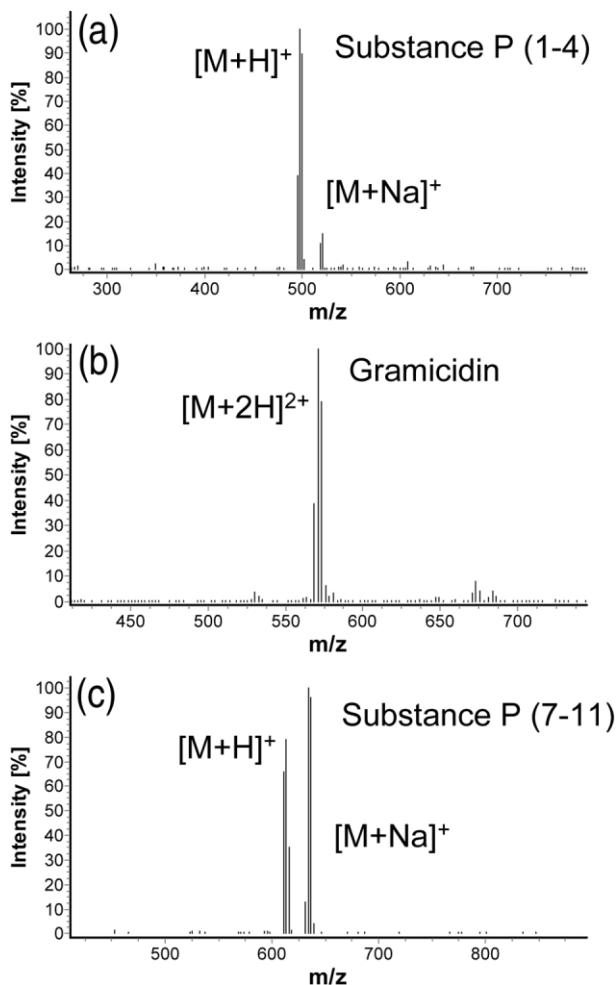 (a)
Substance P (1-4)
[M+H]+
[M+Na]+
Intensity [%]
100
90
80
70
60
50
40
30
20
10
0
300 400 500 600 700
m/z
(b)
Gramicidin
[M+2H]2+
Intensity [%]
100
90
80
70
60
50
40
30
20
10
0
450 500 550 600 650 700
m/z
(c)
Substance P (7-11)
[M+H]+
[M+Na]+
Intensity [%]
100
90
80
70
60
50
40
30
20
10
0
500 600 700 800
m/z